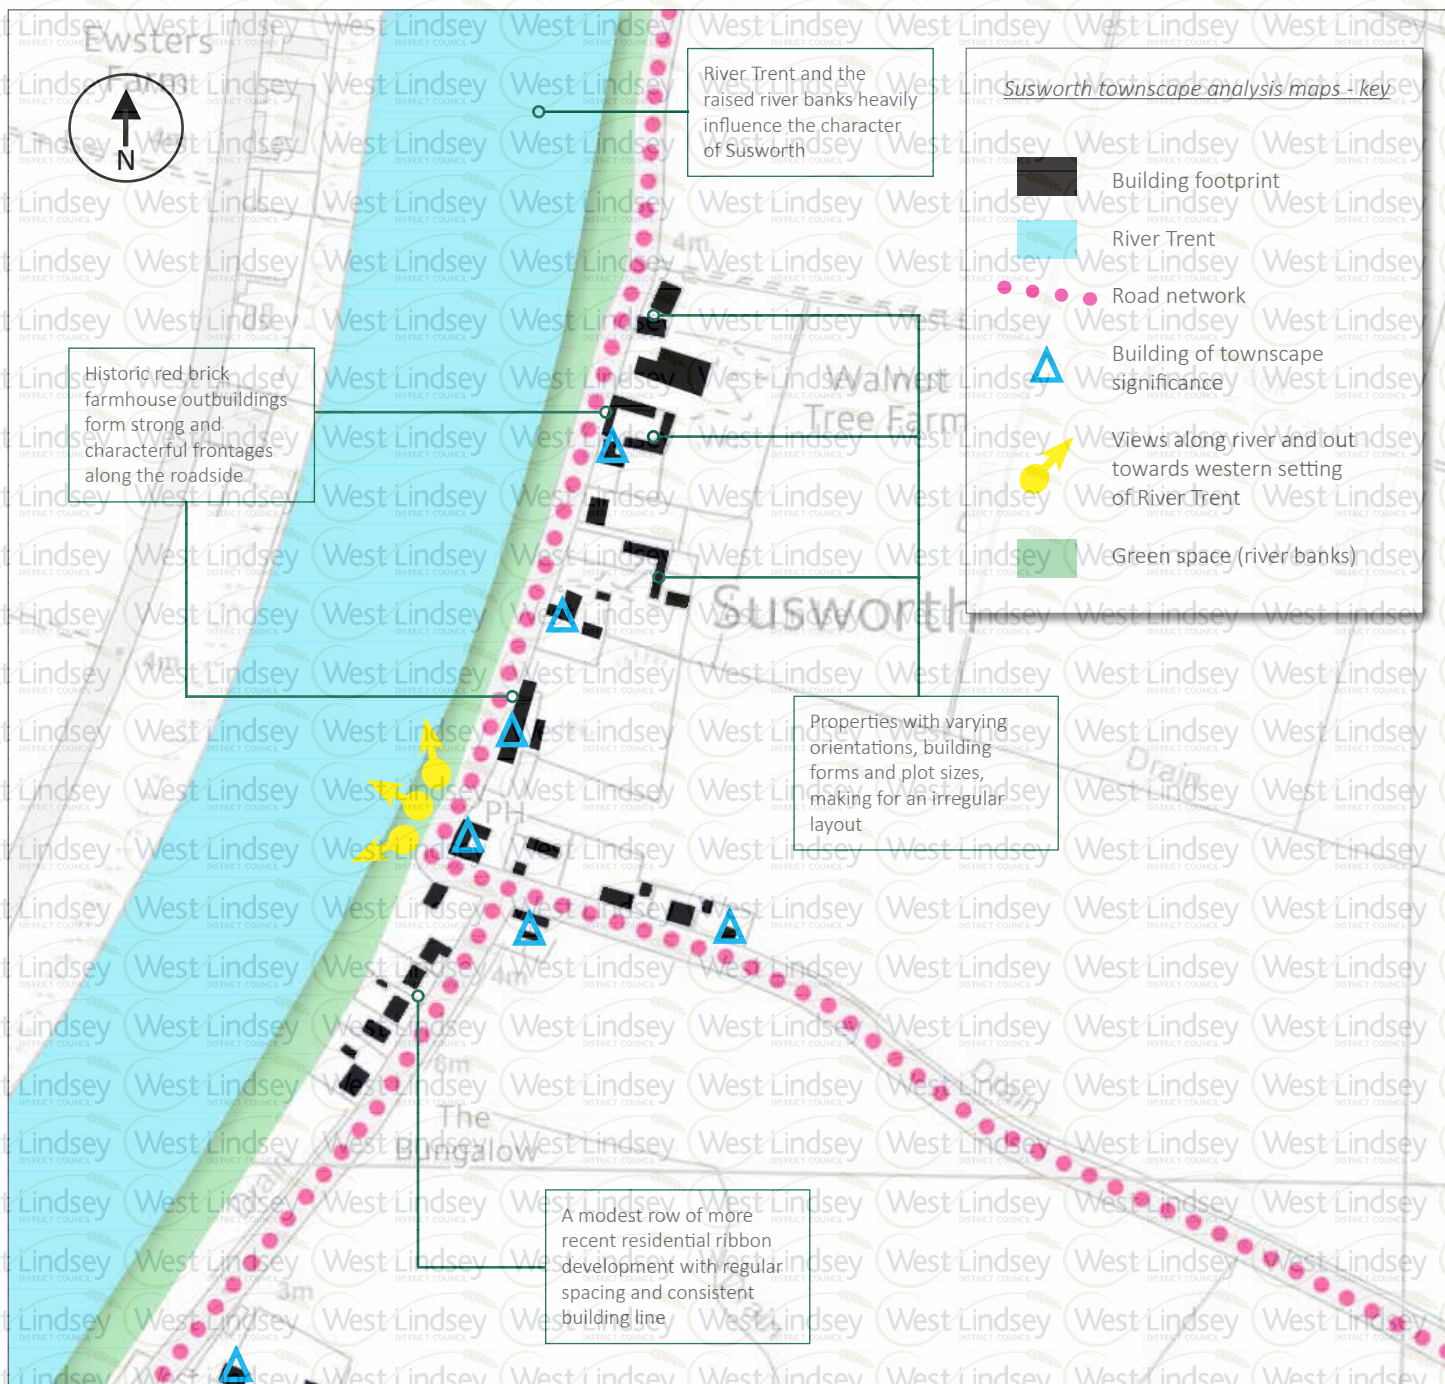 Ewsters
Farm
N
River Trent and the
raised river banks heavily
influence the character
of Susworth
Susworth townscape analysis maps - key
Building footprint
River Trent
Road network
Building of townscape
significance
Views along river and out
towards western setting
of River Trent
Green space (river banks)
4m
Historic red brick
farmhouse outbuildings
form strong and
characterful frontages
along the roadside
Walnut
Tree Farm
Susworth
4m
Properties with varying
orientations, building
forms and plot sizes,
making for an irregular
layout
Drain
PH
4m
6m
Drain
The
Bungalow
Drain
A modest row of more
recent residential ribbon
development with regular
spacing and consistent
building line
3m
West Lindsey
DISTRICT COUNCIL